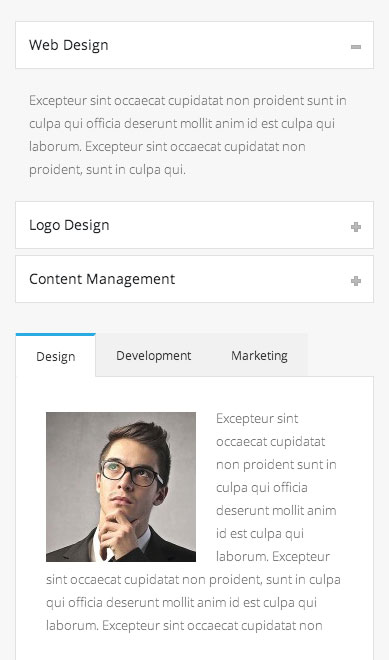 Web Design
Excepteur sint occaecat cupidatat non proident sunt in
culpa qui officia deserunt mollit anim id est culpa qui
laborum. Excepteur sint occaecat cupidatat non
proident, sunt in culpa qui.
Logo Design
Content Management
Design Development Marketing
Excepteur sint
occaecat cupidatat
non proident sunt in
culpa qui officia
deserunt mollit anim
id est culpa qui
laborum. Excepteur
sint occaecat cupidatat non proident, sunt in culpa
qui officia deserunt mollit anim id est culpa qui
laborum. Excepteur sint occaecat cupidatat non